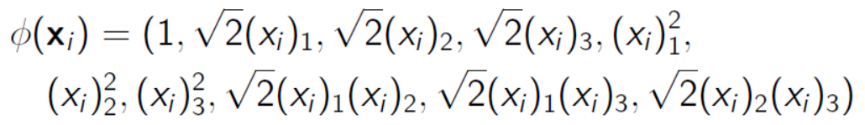 ϕ(𝐱ᵢ) = (1, √2(xᵢ)₁, √2(xᵢ)₂, √2(xᵢ)₃, (xᵢ)₁²,
(xᵢ)₂², (xᵢ)₃², √2(xᵢ)₁(xᵢ)₂, √2(xᵢ)₁(xᵢ)₃, √2(xᵢ)₂(xᵢ)₃)